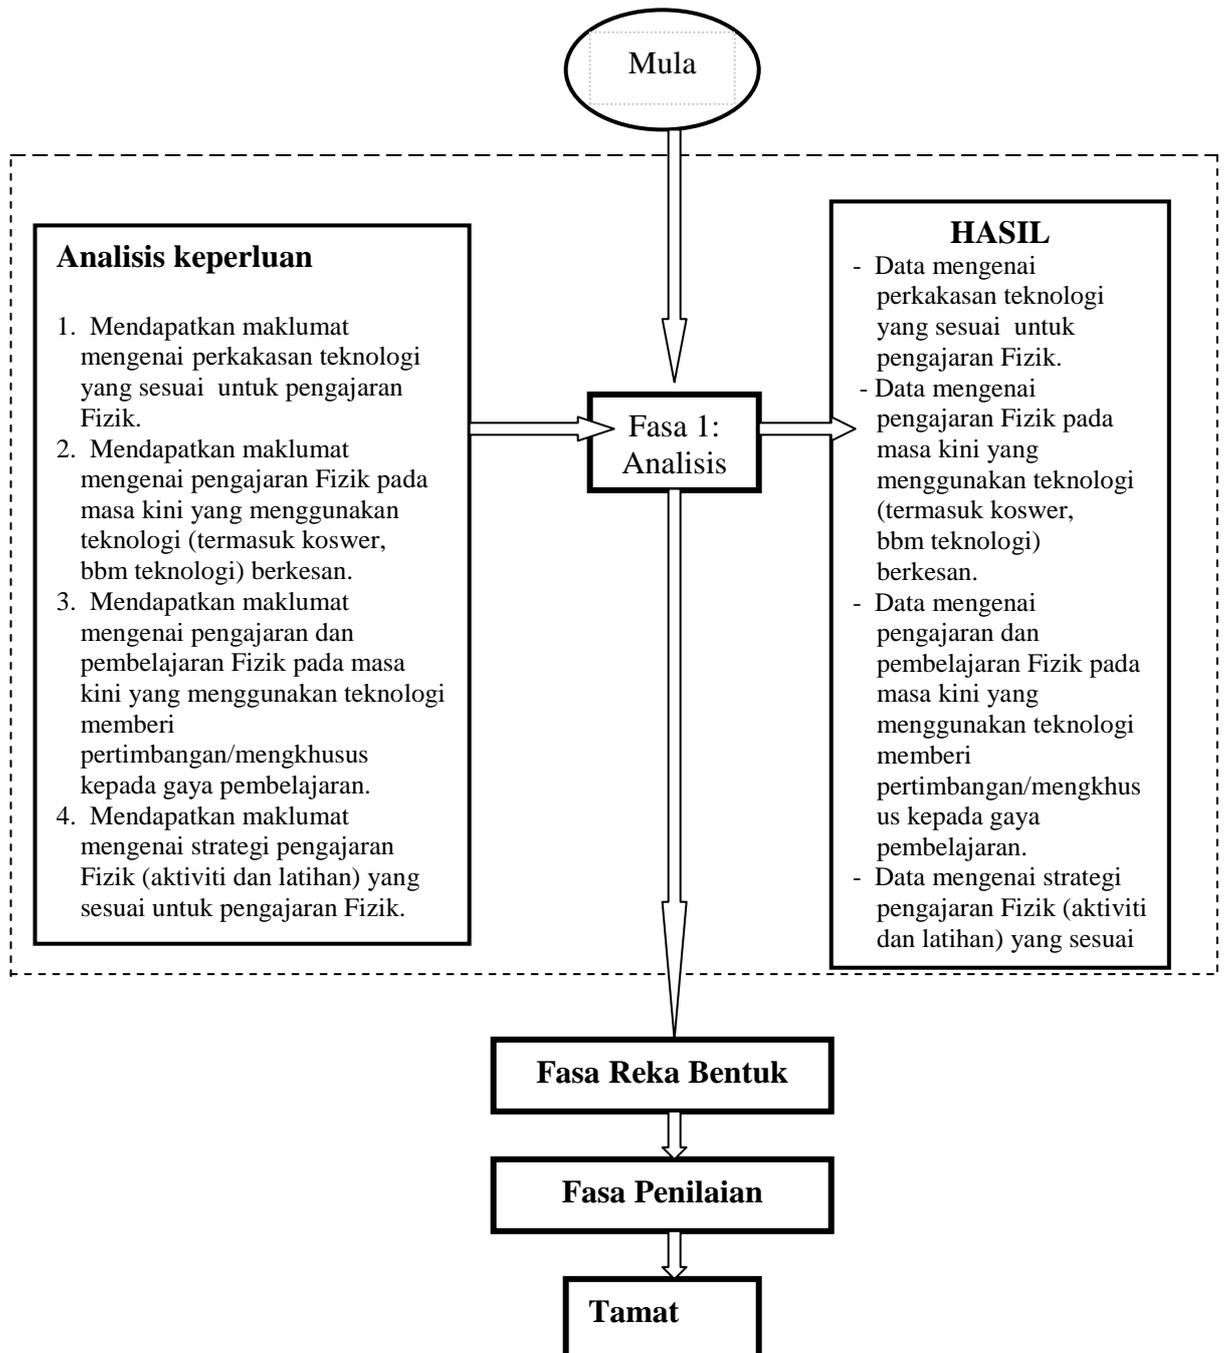 Mula
Analisis keperluan
1. Mendapatkan maklumat
mengenai perkakasan teknologi
yang sesuai untuk pengajaran
Fizik.
2. Mendapatkan maklumat
mengenai pengajaran Fizik pada
masa kini yang menggunakan
teknologi (termasuk koswer,
bbm teknologi) berkesan.
3. Mendapatkan maklumat
mengenai pengajaran dan
pembelajaran Fizik pada masa
kini yang menggunakan teknologi
memberi
pertimbangan/mengkhusus
kepada gaya pembelajaran.
4. Mendapatkan maklumat
mengenai strategi pengajaran
Fizik (aktiviti dan latihan) yang
sesuai untuk pengajaran Fizik.
Fasa 1:
Analisis
HASIL
- Data mengenai
perkakasan teknologi
yang sesuai untuk
pengajaran Fizik.
- Data mengenai
pengajaran Fizik pada
masa kini yang
menggunakan teknologi
(termasuk koswer,
bbm teknologi)
berkesan.
- Data mengenai
pengajaran dan
pembelajaran Fizik pada
masa kini yang
menggunakan teknologi
memberi
pertimbangan/mengkhus
us kepada gaya
pembelajaran.
- Data mengenai strategi
pengajaran Fizik (aktiviti
dan latihan) yang sesuai
Fasa Reka Bentuk
Fasa Penilaian
Tamat